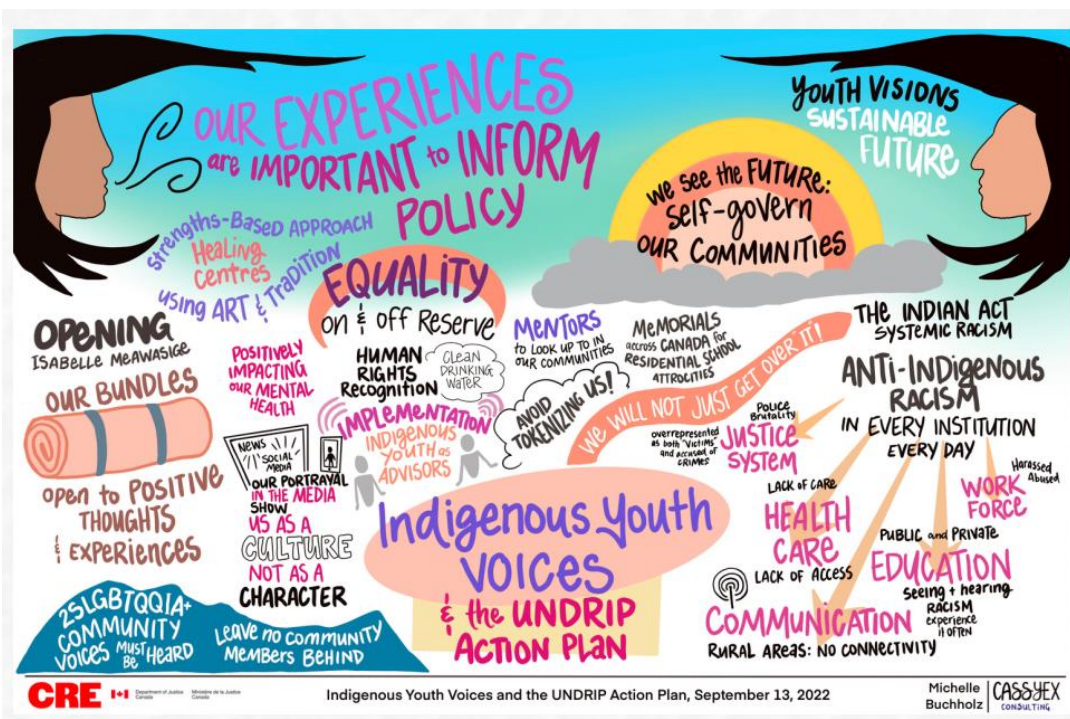 OUR EXPERIENCES
are IMPORTANT to INFORM
POLICY
YOUTH VISIONS
SUSTAINABLE
FUTURE
we see the FUTURE:
self-govern
OUR COMMUNITIES
Strengths-Based APPROACH
Healing
Centres
using ART & TRADITION
EQUALITY
on & off Reserve
OPENING
ISABELLE MEAWASIGE
OUR BUNDLES
open to POSITIVE
THOUGHTS
& EXPERIENCES
POSITIVELY
IMPACTING
OUR MENTAL
HEALTH
HUMAN
RIGHTS
Recognition
CLEAN
DRINKING
WATER
IMPLEMENTATION
INDIGENOUS
YOUTH as
ADVISORS
MENTORS
to LOOK UP TO IN
OUR COMMUNITIES
AVOID
TOKENIZING US!
MeMORIALS
accross CANADA for
RESIDENTIAL SCHOOL
ATTROCITIES
WE WILL NOT JUST GET OVER IT!
THE INDIAN ACT
SYSTEMIC RACISM
ANTI-INDIGENOUS
RACISM
IN EVERY INSTITUTION
EVERY DAY
POLICE
BRUTALITY
overrepresented
as both "victims"
and accused of
CRIMES
JUSTICE
SYSTEM
LACK OF CARE
HEALTH
CARE
LACK OF ACCESS
Harassed
Abused
WORK
FORCE
PUBLIC and PRIVATE
EDUCATION
seeing + hearing
RACISM
experience
it OFTEN
COMMUNICATION
RURAL AREAS: NO CONNECTIVITY
NEWS
SOCIAL
MEDIA
OUR PORTRAYAL
IN THE MEDIA
SHOW
US AS A
CULTURE
NOT AS A
CHARACTER
Indigenous Youth
VOICES
& the UNDRIP
ACTION PLAN
2SLGBTQQIA+
COMMUNITY
VOICES MUST BE HEARD
LEAVE NO COMMUNITY
MEMBERS BEHIND
CRE
Department of Justice
Canada
Ministère de la Justice
Canada
Indigenous Youth Voices and the UNDRIP Action Plan, September 13, 2022
Michelle
Buchholz
CASSYEX
CONSULTING